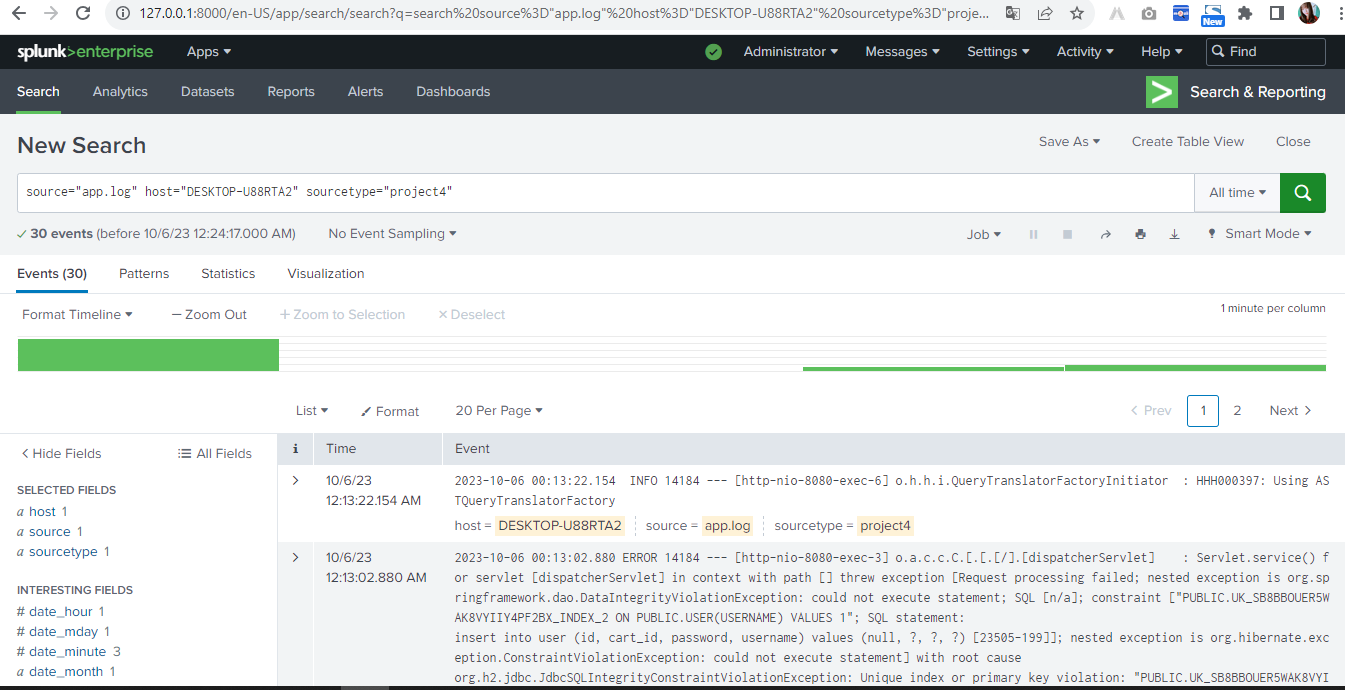 127.0.0.1:8000/en-US/app/search/search?q=search%20source%3D"app.log"%20host%3D"DESKTOP-U88RTA2"%20sourcetype%3D"proje...
New
splunk>enterprise Apps Administrator Messages Settings Activity Help Find
Search Analytics Datasets Reports Alerts Dashboards > Search & Reporting
New Search Save As Create Table View Close
source="app.log" host="DESKTOP-U88RTA2" sourcetype="project4" All time
30 events (before 10/6/23 12:24:17.000 AM) No Event Sampling Job Smart Mode
Events (30) Patterns Statistics Visualization
Format Timeline — Zoom Out + Zoom to Selection × Deselect 1 minute per column
List Format 20 Per Page < Prev 1 2 Next >
< Hide Fields All Fields i Time Event
SELECTED FIELDS
a host 1
a source 1
a sourcetype 1
INTERESTING FIELDS
# date_hour 1
# date_mday 1
# date_minute 3
a date_month 1
> 10/6/23
12:13:22.154 AM
2023-10-06 00:13:22.154 INFO 14184 --- [http-nio-8080-exec-6] o.h.h.i.QueryTranslatorFactoryInitiator : HHH000397: Using AS
TQueryTranslatorFactory
host = DESKTOP-U88RTA2 source = app.log sourcetype = project4
> 10/6/23
12:13:02.880 AM
2023-10-06 00:13:02.880 ERROR 14184 --- [http-nio-8080-exec-3] o.a.c.c.C.[.[.[/].[dispatcherServlet] : Servlet.service() f
or servlet [dispatcherServlet] in context with path [] threw exception [Request processing failed; nested exception is org.sp
ringframework.dao.DataIntegrityViolationException: could not execute statement; SQL [n/a]; constraint ["PUBLIC.UK_SB8BBOUER5W
AK8VYIIY4PF2BX_INDEX_2 ON PUBLIC.USER(USERNAME) VALUES 1"; SQL statement:
insert into user (id, cart_id, password, username) values (null, ?, ?, ?) [23505-199]]; nested exception is org.hibernate.exc
eption.ConstraintViolationException: could not execute statement] with root cause
org.h2.jdbc.JdbcSQLIntegrityConstraintViolationException: Unique index or primary key violation: "PUBLIC.UK_SB8BBOUER5WAK8VYI